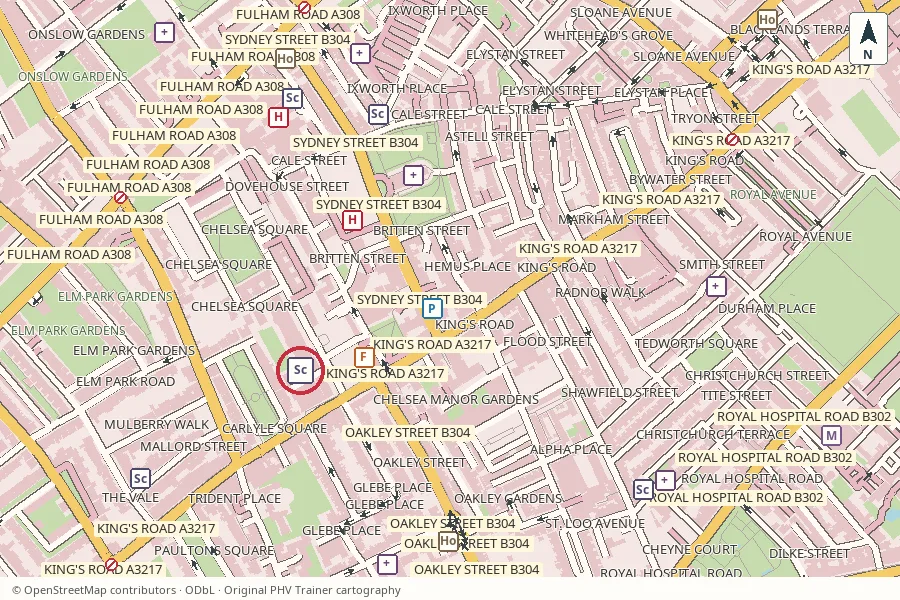 IXWORTH PLACE
FULHAM ROAD A308
SLOANE AVENUE
Ho
BLACKLANDS TERRA
ONSLOW GARDENS
+
SYDNEY STREET B304
WHITEHEAD'S GROVE
N
FULHAM ROAD A308
Ho
+
ELYSTAN STREET
SLOANE AVENUE
KING'S ROAD A3217
ONSLOW GARDENS
FULHAM ROAD A308
IXWORTH PLACE
ELYSTAN STREET
ELYSTAN PLACE
Sc
FULHAM ROAD A308
H
Sc
CALE STREET
CALE STREET
TRYON STREET
FULHAM ROAD A308
SYDNEY STREET B304
ASTELL STREET
KING'S ROAD A3217
FULHAM ROAD A308
CALE STREET
KING'S ROAD
FULHAM ROAD A308
DOVEHOUSE STREET
+
BYWATER STREET
ROYAL AVENUE
SYDNEY STREET B304
KING'S ROAD A3217
FULHAM ROAD A308
H
MARKHAM STREET
CHELSEA SQUARE
BRITTEN STREET
ROYAL AVENUE
FULHAM ROAD A308
BRITTEN STREET
KING'S ROAD A3217
CHELSEA SQUARE
HEMUS PLACE
KING'S ROAD
SMITH STREET
ELM PARK GARDENS
SYDNEY STREET B304
RADNOR WALK
+
CHELSEA SQUARE
P
DURHAM PLACE
ELM PARK GARDENS
KING'S ROAD
ELM PARK GARDENS
F
KING'S ROAD A3217
FLOOD STREET
TEDWORTH SQUARE
Sc
KING'S ROAD A3217
CHRISTCHURCH STREET
ELM PARK ROAD
CHELSEA MANOR GARDENS
SHAWFIELD STREET
TITE STREET
MULBERRY WALK
CARLYLE SQUARE
OAKLEY STREET B304
ROYAL HOSPITAL ROAD B302
CHRISTCHURCH TERRACE
M
MALLORD STREET
ALPHA PLACE
ROYAL HOSPITAL ROAD B302
OAKLEY STREET
Sc
+
ROYAL HOSPITAL ROAD
Sc
GLEBE PLACE
ROYAL HOSPITAL ROAD B302
THE VALE
TRIDENT PLACE
GLEBE PLACE
OAKLEY GARDENS
KING'S ROAD A3217
GLEBE PLACE
OAKLEY STREET B304
ST. LOO AVENUE
PAULTONS SQUARE
OAKLEY STREET B304
Ho
CHEYNE COURT
DILKE STREET
KING'S ROAD A3217
+
OAKLEY STREET B304
ROYAL HOSPITAL ROAD
© OpenStreetMap contributors · ODbL · Original PHV Trainer cartography